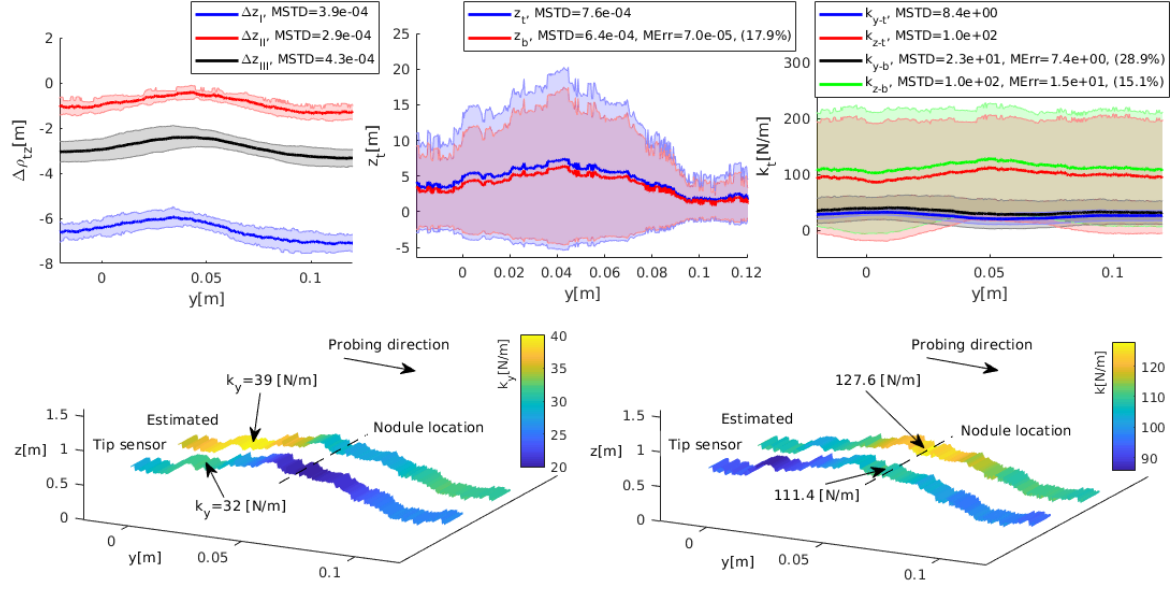 Δz_I, MSTD=3.9e-04
Δz_II, MSTD=2.9e-04
Δz_III, MSTD=4.3e-04
2
0
-2
-4
-6
-8
Δρ_tz[m]
0
0.05
0.1
y[m]
z_t, MSTD=7.6e-04
z_b, MSTD=6.4e-04, MErr=7.0e-05, (17.9%)
20
15
10
5
0
-5
z_t[m]
0
0.02
0.04
0.06
0.08
0.1
0.12
y[m]
k_y-t, MSTD=8.4e+00
k_z-t, MSTD=1.0e+02
k_y-b, MSTD=2.3e+01, MErr=7.4e+00, (28.9%)
k_z-b, MSTD=1.0e+02, MErr=1.5e+01, (15.1%)
300
200
100
0
k_t[N/m]
0
0.05
0.1
y[m]
Probing direction
k_y=39 [N/m]
Estimated
Tip sensor
Nodule location
k_y=32 [N/m]
1.5
1
0.5
0
z[m]
0
0.05
0.1
y[m]
k_y[N/m]
40
35
30
25
20
Probing direction
127.6 [N/m]
Estimated
Tip sensor
Nodule location
111.4 [N/m]
1.5
1
0.5
0
z[m]
0
0.05
0.1
y[m]
k[N/m]
120
110
100
90